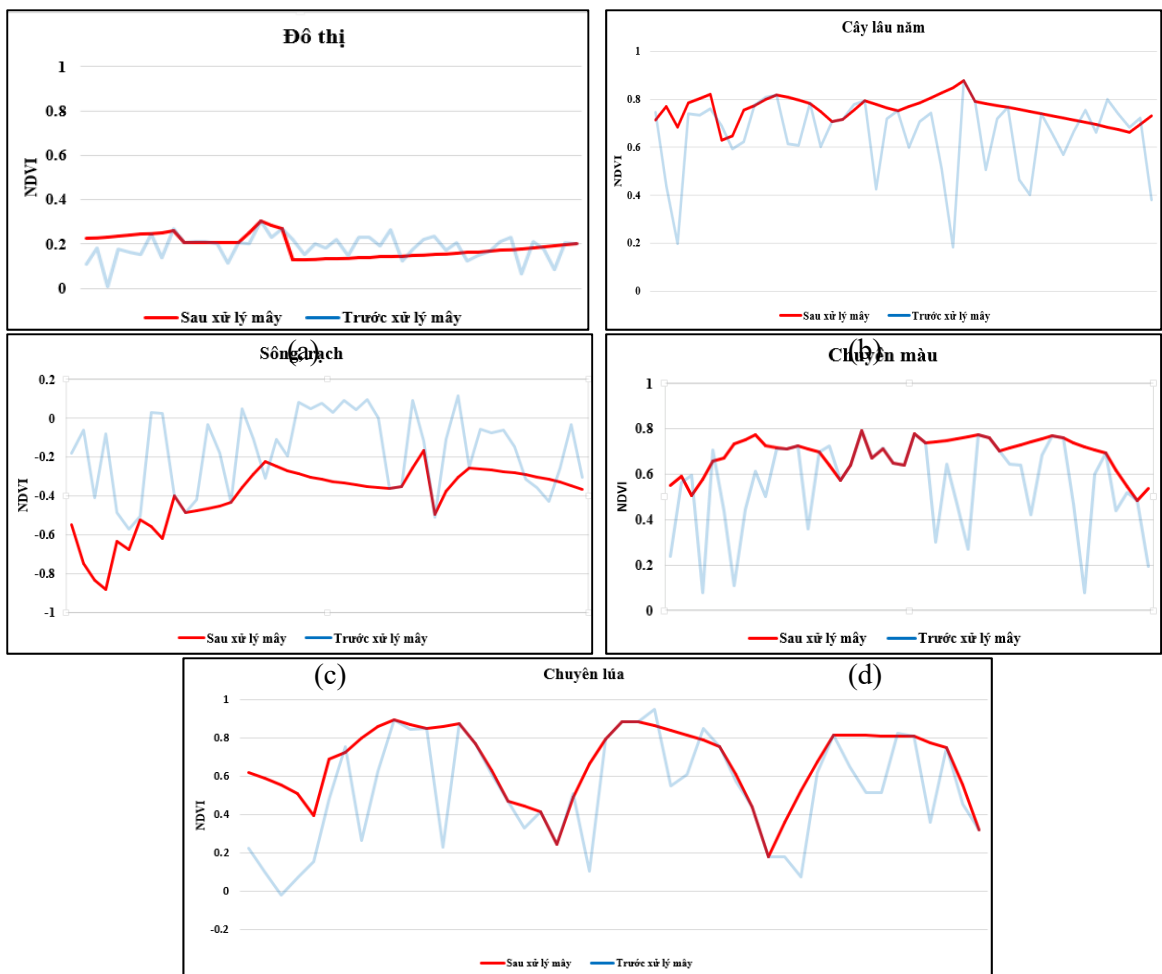 Đô thị
1
0.8
0.6
0.4
0.2
0
NDVI
Sau xử lý mây Trước xử lý mây
(a)
Cây lâu năm
1
0.8
0.6
0.4
0.2
0
NDVI
Sau xử lý mây Trước xử lý mây
(b)
Sông, rạch
0.2
0
-0.2
-0.4
-0.6
-0.8
-1
NDVI
Sau xử lý mây Trước xử lý mây
(c)
Chuyên màu
1
0.8
0.6
0.4
0.2
0
NDVI
Sau xử lý mây Trước xử lý mây
(d)
Chuyên lúa
1
0.8
0.6
0.4
0.2
0
-0.2
NDVI
Sau xử lý mây Trước xử lý mây